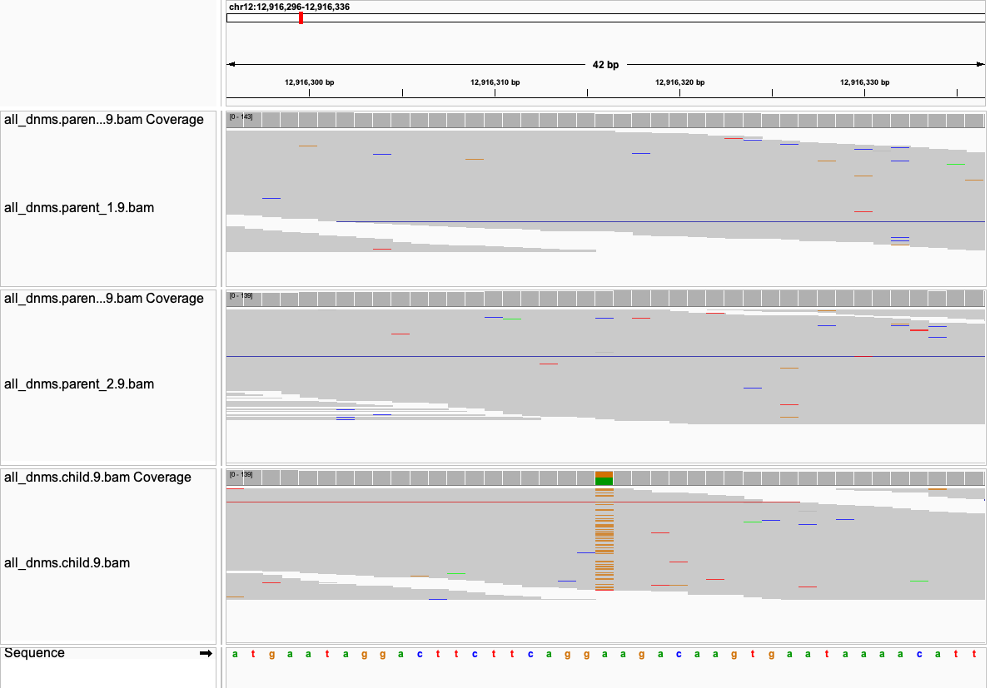 chr12:12,916,296-12,916,336
42 bp
12,916,300 bp 12,916,310 bp 12,916,320 bp 12,916,330 bp
all_dnms.paren...9.bam Coverage
[0 - 143]
all_dnms.parent_1.9.bam
all_dnms.paren...9.bam Coverage
[0 - 139]
all_dnms.parent_2.9.bam
all_dnms.child.9.bam Coverage
[0 - 139]
all_dnms.child.9.bam
Sequence a t g a a t a g g a c t t c t t c a g g a a g a c a a g t g a a t a a a a c a t t